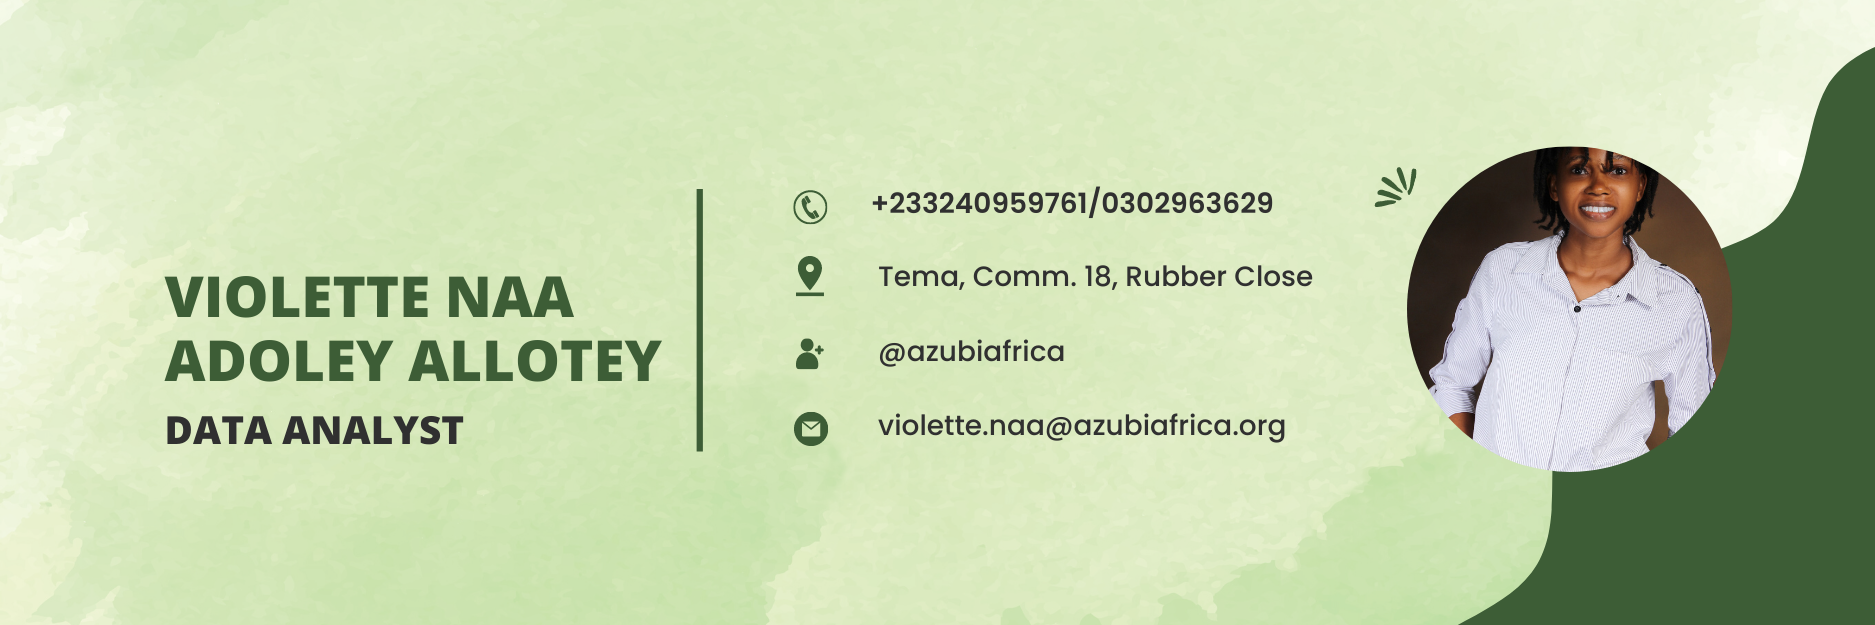 VIOLETTE NAA
ADOLEY ALLOTEY
DATA ANALYST
+233240959761/0302963629
Tema, Comm. 18, Rubber Close
@azubiafrica
violette.naa@azubiafrica.org